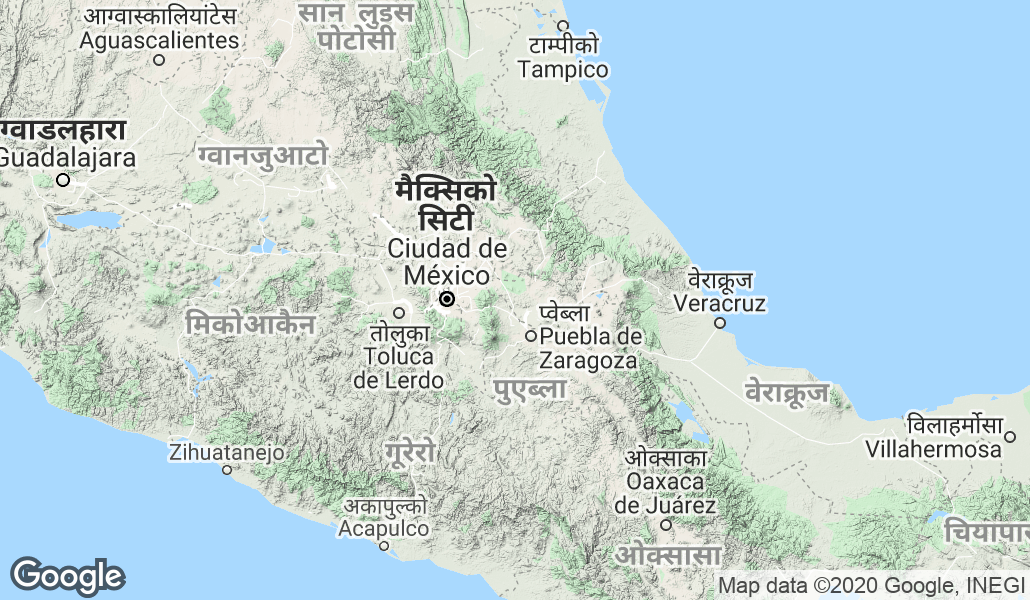 आग्वास्कालियांटेस
Aguascalientes
सान लुइस
पोटोसी
टाम्पीको
Tampico
ग्वाडलहारा
Guadalajara
ग्वानजुआटो
मैक्सिको
सिटी
Ciudad de
México
वेराक्रूज
Veracruz
मिकोआकैन
तोलुका
Toluca
de Lerdo
प्वेब्ला
Puebla de
Zaragoza
पुएब्ला
वेराक्रूज
विलाहर्मोसा
Villahermosa
Zihuatanejo
गूरेरो
ओक्साका
Oaxaca
de Juárez
अकापुल्को
Acapulco
ओक्सासा
चियापास
Google
Map data ©2020 Google, INEGI